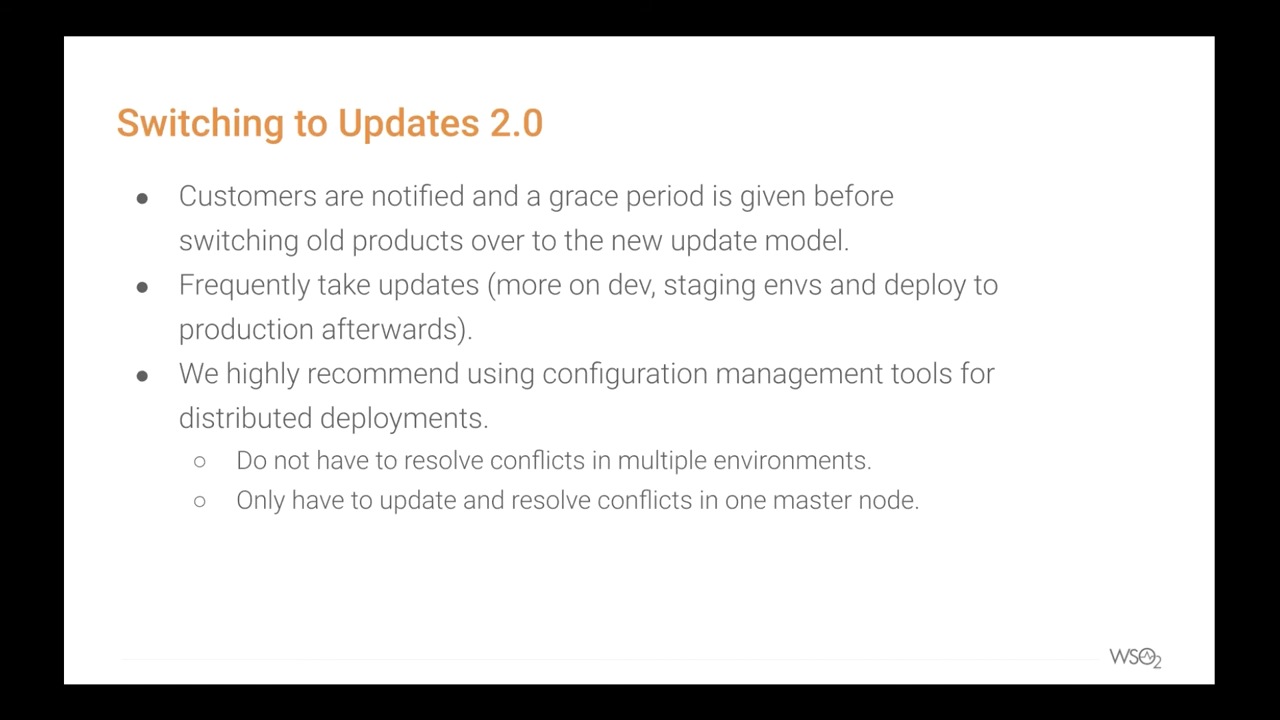 Switching to Updates 2.0
● Customers are notified and a grace period is given before
switching old products over to the new update model.
● Frequently take updates (more on dev, staging envs and deploy to
production afterwards).
● We highly recommend using configuration management tools for
distributed deployments.
○ Do not have to resolve conflicts in multiple environments.
○ Only have to update and resolve conflicts in one master node.
WSO2